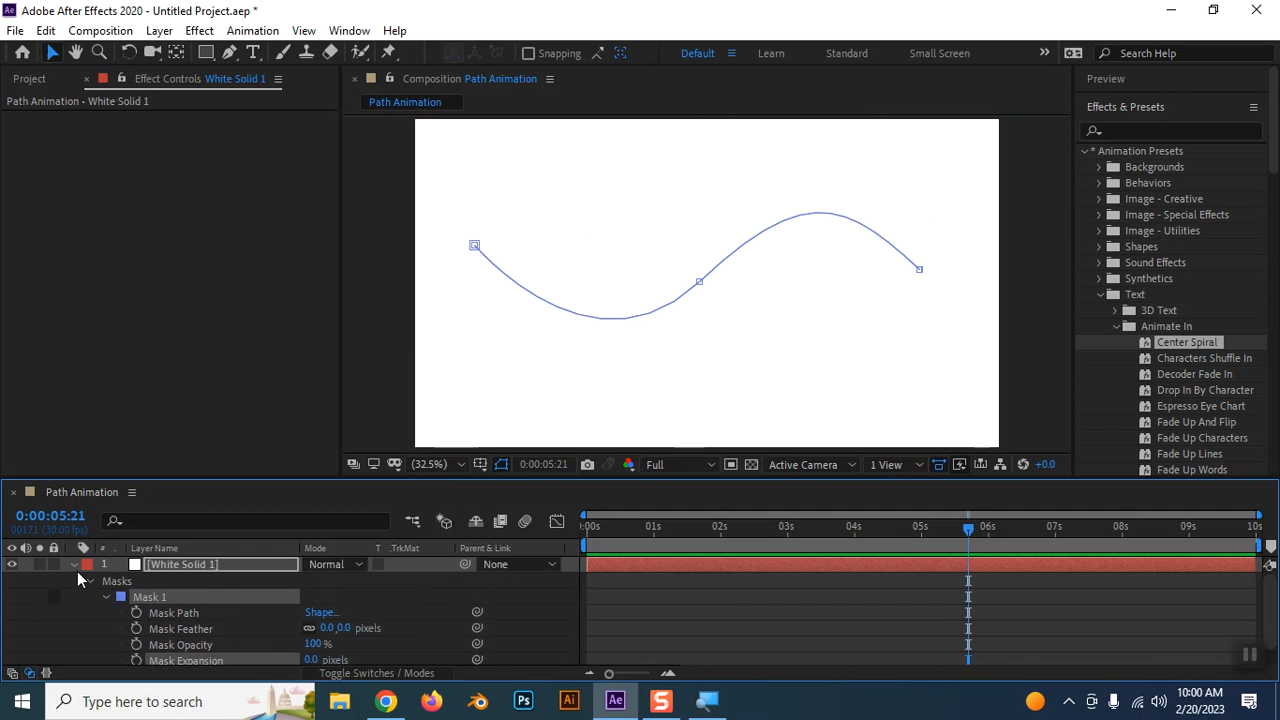 Ae Adobe After Effects 2020 - Untitled Project.aep *
File Edit Composition Layer Effect Animation View Window Help
Snapping Default Learn Standard Small Screen Search Help
Project Effect Controls White Solid 1 Composition Path Animation Preview
Path Animation • White Solid 1 Path Animation Effects & Presets
* Animation Presets
Backgrounds
Behaviors
Image - Creative
Image - Special Effects
Image - Utilities
Shapes
Sound Effects
Synthetics
Text
3D Text
Animate In
Center Spiral
Characters Shuffle In
Decoder Fade In
Drop In By Character
Espresso Eye Chart
Fade Up And Flip
Fade Up Characters
Fade Up Lines
Fade Up Words
(32.5%) 0:00:05:21 Full Active Camera 1 View +0.0
Path Animation
0:00:05:21
00171 (30.00 fps)
:00s 01s 02s 03s 04s 05s 06s 07s 08s 09s 10s
# Layer Name Mode T .TrkMat Parent & Link
1 [White Solid 1] Normal None
Masks
Mask 1
Mask Path Shape...
Mask Feather 0.0,0.0 pixels
Mask Opacity 100 %
Mask Expansion 0.0 pixels
Toggle Switches / Modes
Type here to search Ps Ai Ae S 10:00 AM
2/20/2023